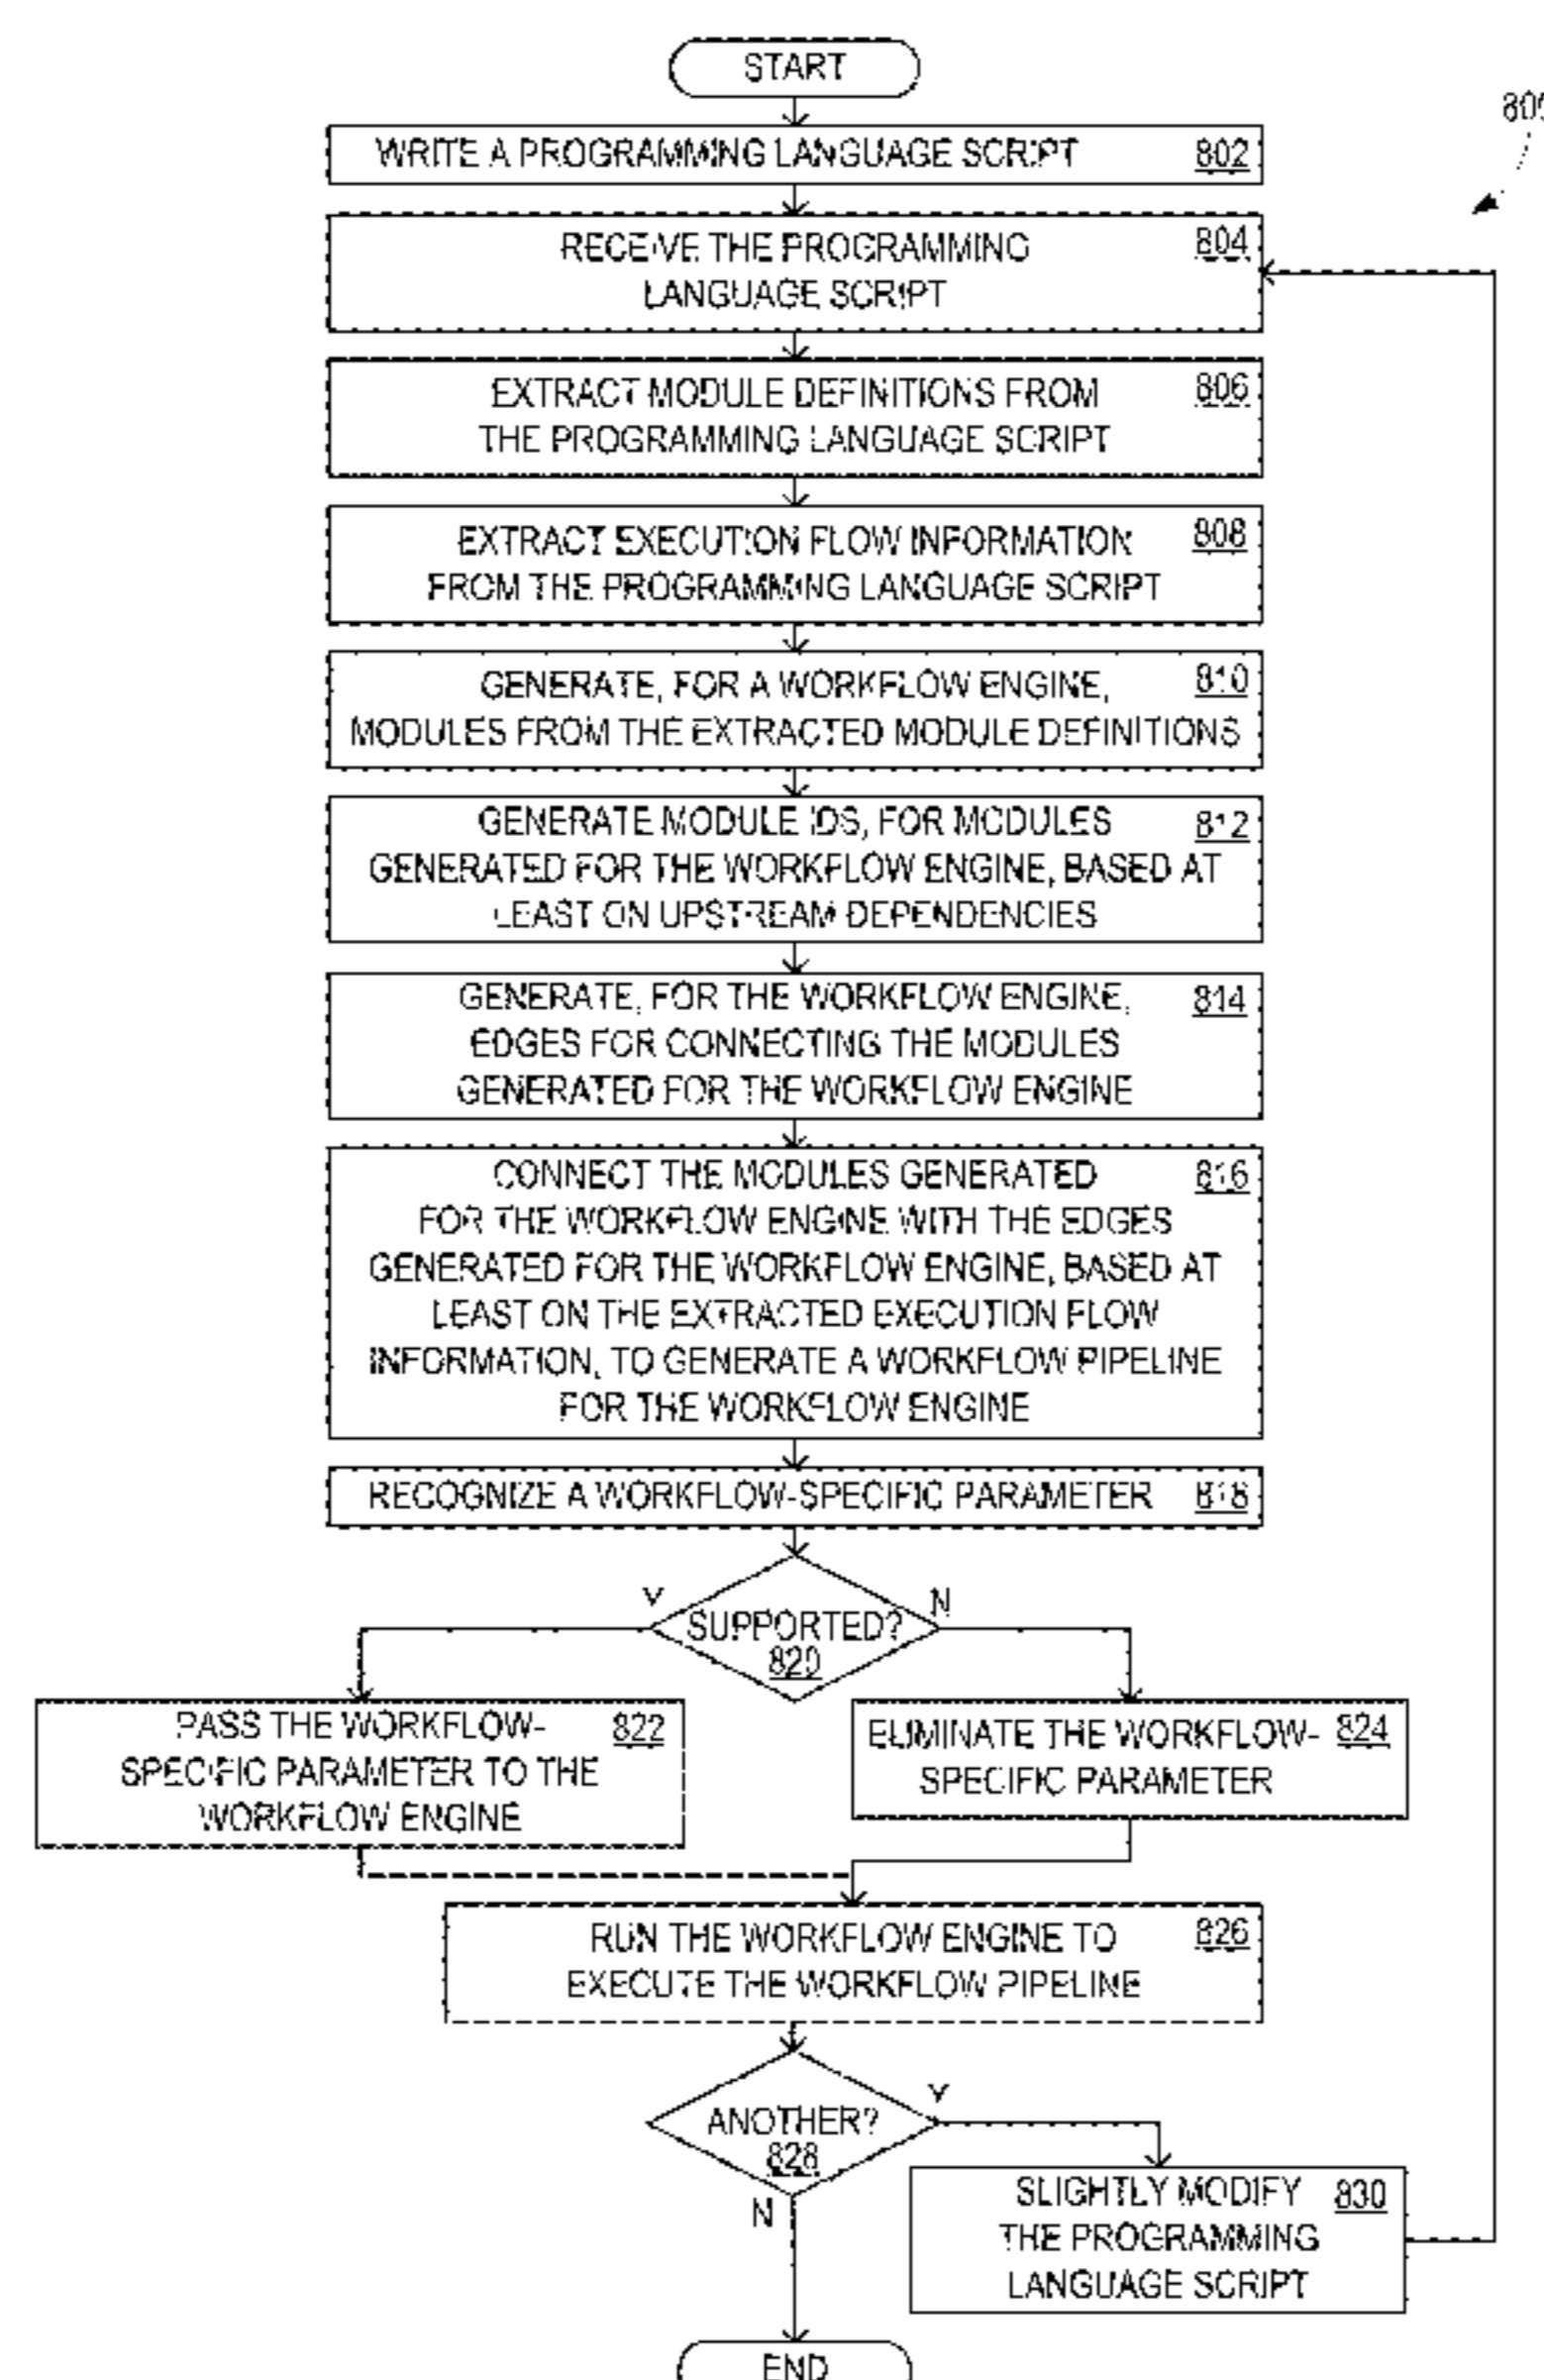 START
800
WRITE A PROGRAMMING LANGUAGE SCRIPT 802
RECEIVE THE PROGRAMMING 804
LANGUAGE SCRIPT
EXTRACT MODULE DEFINITIONS FROM 806
THE PROGRAMMING LANGUAGE SCRIPT
EXTRACT EXECUTION FLOW INFORMATION 808
FROM THE PROGRAMMING LANGUAGE SCRIPT
GENERATE, FOR A WORKFLOW ENGINE, 810
MODULES FROM THE EXTRACTED MODULE DEFINITIONS
GENERATE MODULE IDS, FOR MODULES 812
GENERATED FOR THE WORKFLOW ENGINE, BASED AT
LEAST ON UPSTREAM DEPENDENCIES
GENERATE, FOR THE WORKFLOW ENGINE, 814
EDGES FOR CONNECTING THE MODULES
GENERATED FOR THE WORKFLOW ENGINE
CONNECT THE MODULES GENERATED 816
FOR THE WORKFLOW ENGINE WITH THE EDGES
GENERATED FOR THE WORKFLOW ENGINE, BASED AT
LEAST ON THE EXTRACTED EXECUTION FLOW
INFORMATION, TO GENERATE A WORKFLOW PIPELINE
FOR THE WORKFLOW ENGINE
RECOGNIZE A WORKFLOW-SPECIFIC PARAMETER 818
Y
N
SUPPORTED?
820
PASS THE WORKFLOW- 822
SPECIFIC PARAMETER TO THE
WORKFLOW ENGINE
ELIMINATE THE WORKFLOW- 824
SPECIFIC PARAMETER
RUN THE WORKFLOW ENGINE TO 826
EXECUTE THE WORKFLOW PIPELINE
Y
ANOTHER?
828
N
SLIGHTLY MODIFY 830
THE PROGRAMMING
LANGUAGE SCRIPT
END